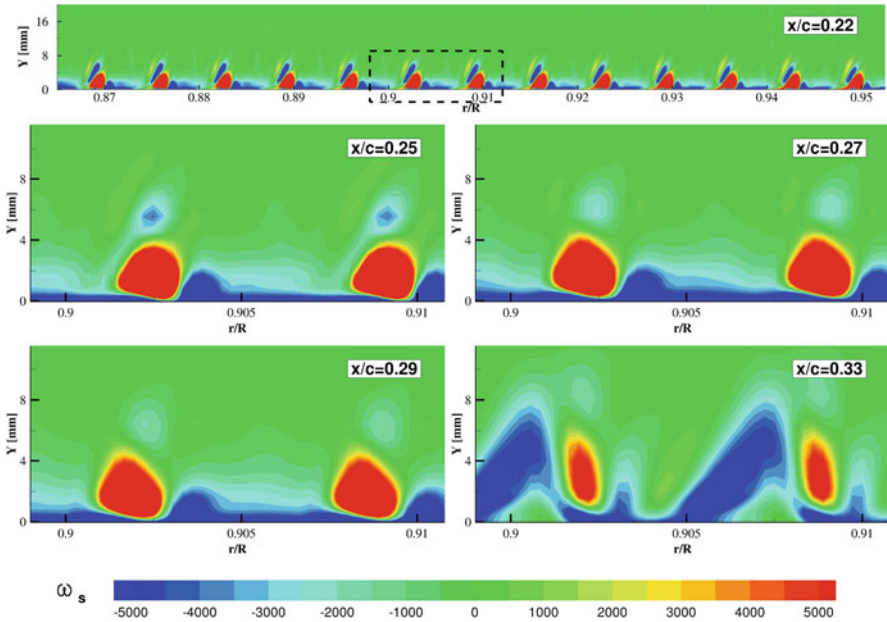 x/c=0.22
Y [mm]
16
8
0
0.87 0.88 0.89 0.9 0.91 0.92 0.93 0.94 0.95
r/R
x/c=0.25
Y [mm]
8
4
0
0.9 0.905 0.91
r/R
x/c=0.27
Y [mm]
8
4
0
0.9 0.905 0.91
r/R
x/c=0.29
Y [mm]
8
4
0
0.9 0.905 0.91
r/R
x/c=0.33
Y [mm]
8
4
0
0.9 0.905 0.91
r/R
ω s
-5000 -4000 -3000 -2000 -1000 0 1000 2000 3000 4000 5000